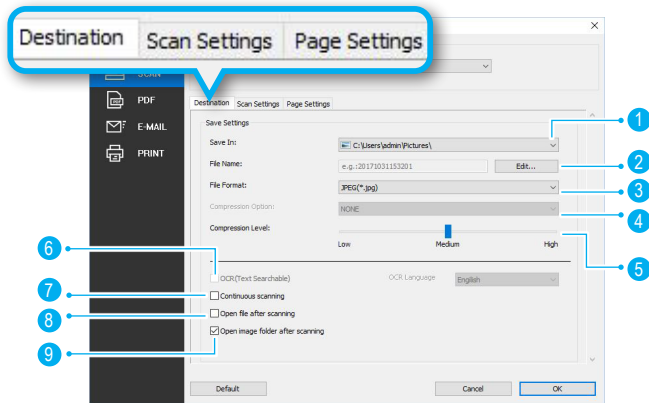 Destination Scan Settings Page Settings
SCAN
PDF
E-MAIL
PRINT
Destination Scan Settings Page Settings
Save Settings
Save In: C:\Users\admin\Pictures\ 1
File Name: e.g.:20171031153201 Edit... 2
File Format: JPEG(*.jpg) 3
Compression Option: NONE 4
Compression Level:
Low Medium High 5
6 OCR(Text Searchable) OCR Language English
7 Continuous scanning
8 Open file after scanning
9 Open image folder after scanning
Default Cancel OK